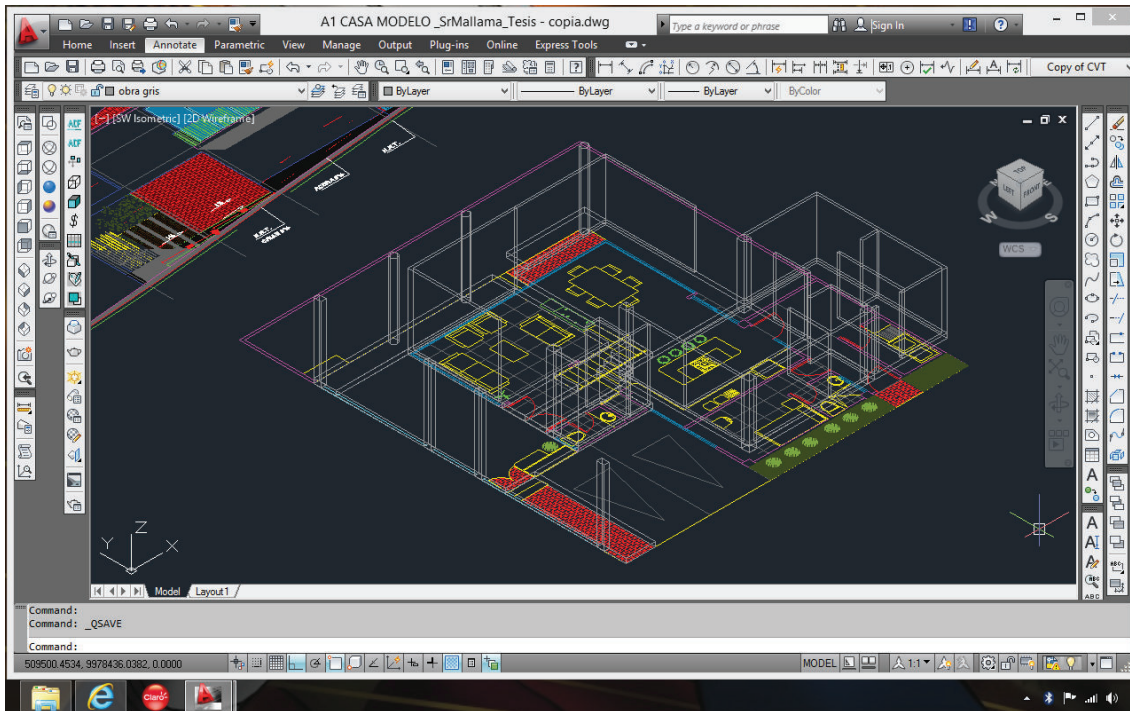 A1 CASA MODELO _SrMallama_Tesis - copia.dwg
Type a keyword or phrase
Sign In
Home Insert Annotate Parametric View Manage Output Plug-ins Online Express Tools
Copy of CVT
obra gris
ByLayer
ByLayer
ByLayer
ByColor
[−] [SW Isometric] [2D Wireframe]
TOP
LEFT
FRONT
W
S
WCS
Z
Y
X
Model
Layout1
Command:
Command: _QSAVE
Command:
509500.4534, 9978436.0382, 0.0000
MODEL
1:1
Claro